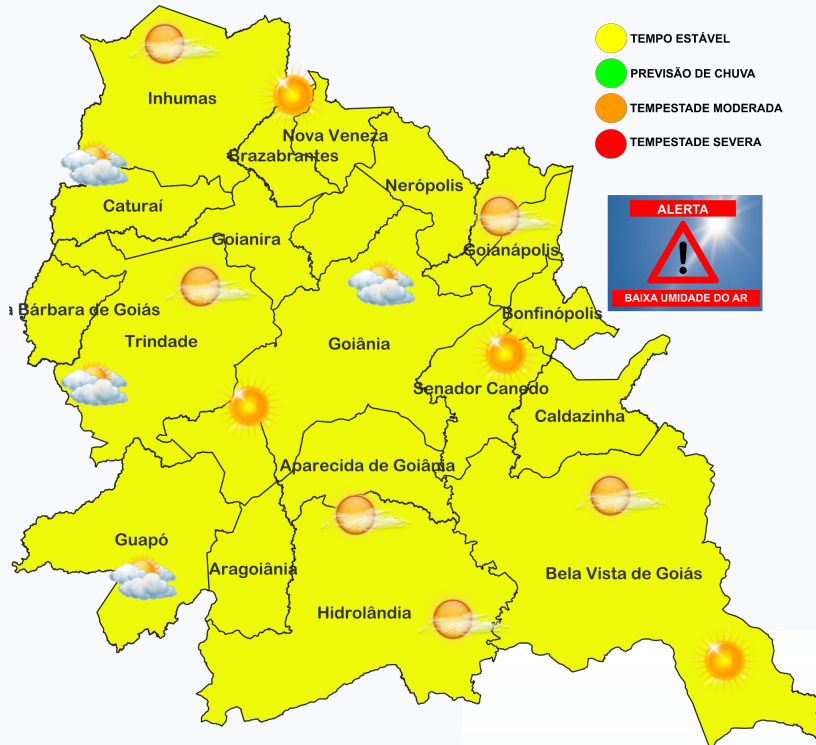 TEMPO ESTÁVEL
PREVISÃO DE CHUVA
TEMPESTADE MODERADA
TEMPESTADE SEVERA
ALERTA
!
BAIXA UMIDADE DO AR
Inhumas
Nova Veneza
Brazabrantes
Nerópolis
Caturaí
Goianira
Goianápolis
a Bárbara de Goiás
Bonfinópolis
Trindade
Goiânia
Senador Canedo
Caldazinha
Aparecida de Goiânia
Guapó
Aragoiânia
Bela Vista de Goiás
Hidrolândia